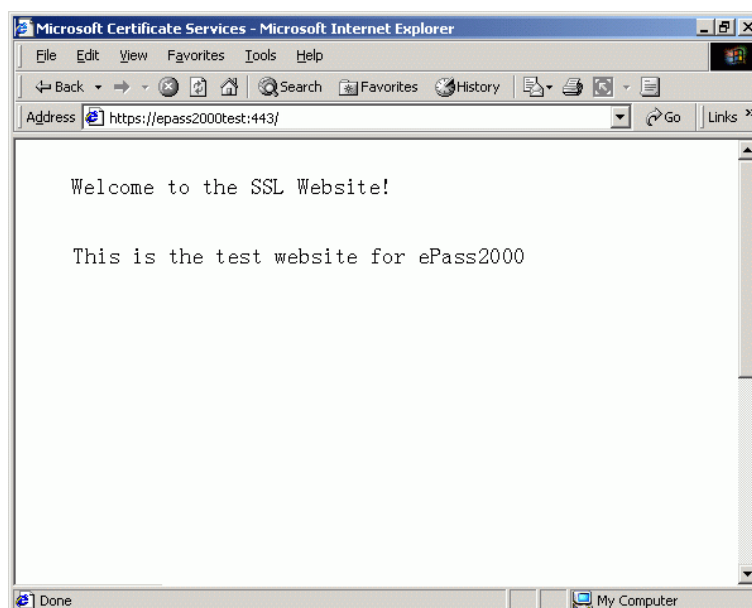 Microsoft Certificate Services - Microsoft Internet Explorer
File Edit View Favorites Tools Help
Back Search Favorites History
Address https://epass2000test:443/ Go Links »
Welcome to the SSL Website!
This is the test website for ePass2000
Done My Computer